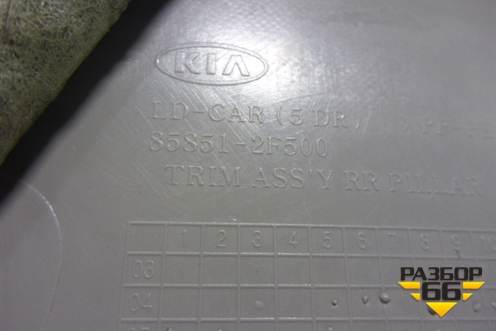 KIA
LD-CAR (5 DR)
85851-2F500
TRIM ASS'Y RR PILLAR
1 2 3 4 5 6 7 8 9 10
03
04
РАЗБОР
66